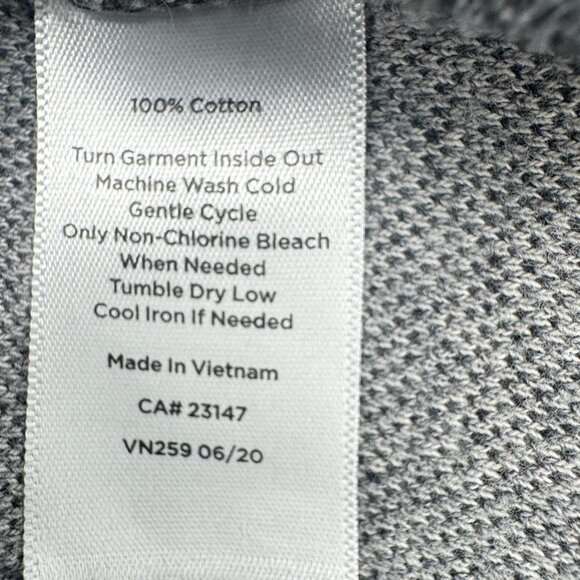 100% Cotton
Turn Garment Inside Out
Machine Wash Cold
Gentle Cycle
Only Non-Chlorine Bleach
When Needed
Tumble Dry Low
Cool Iron If Needed
Made In Vietnam
CA# 23147
VN259 06/20